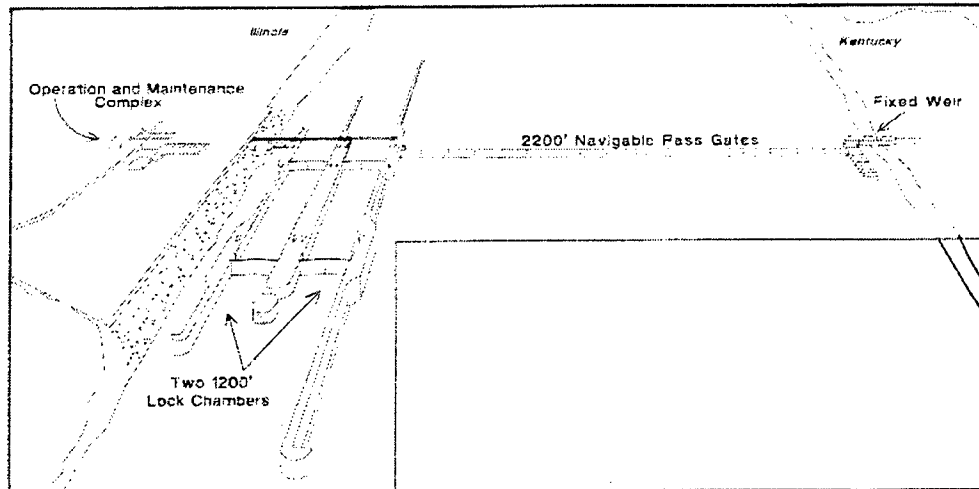 Illinois
Kentucky
Operation and Maintenance
Complex
Fixed Weir
2200' Navigable Pass Gates
Two 1200'
Lock Chambers